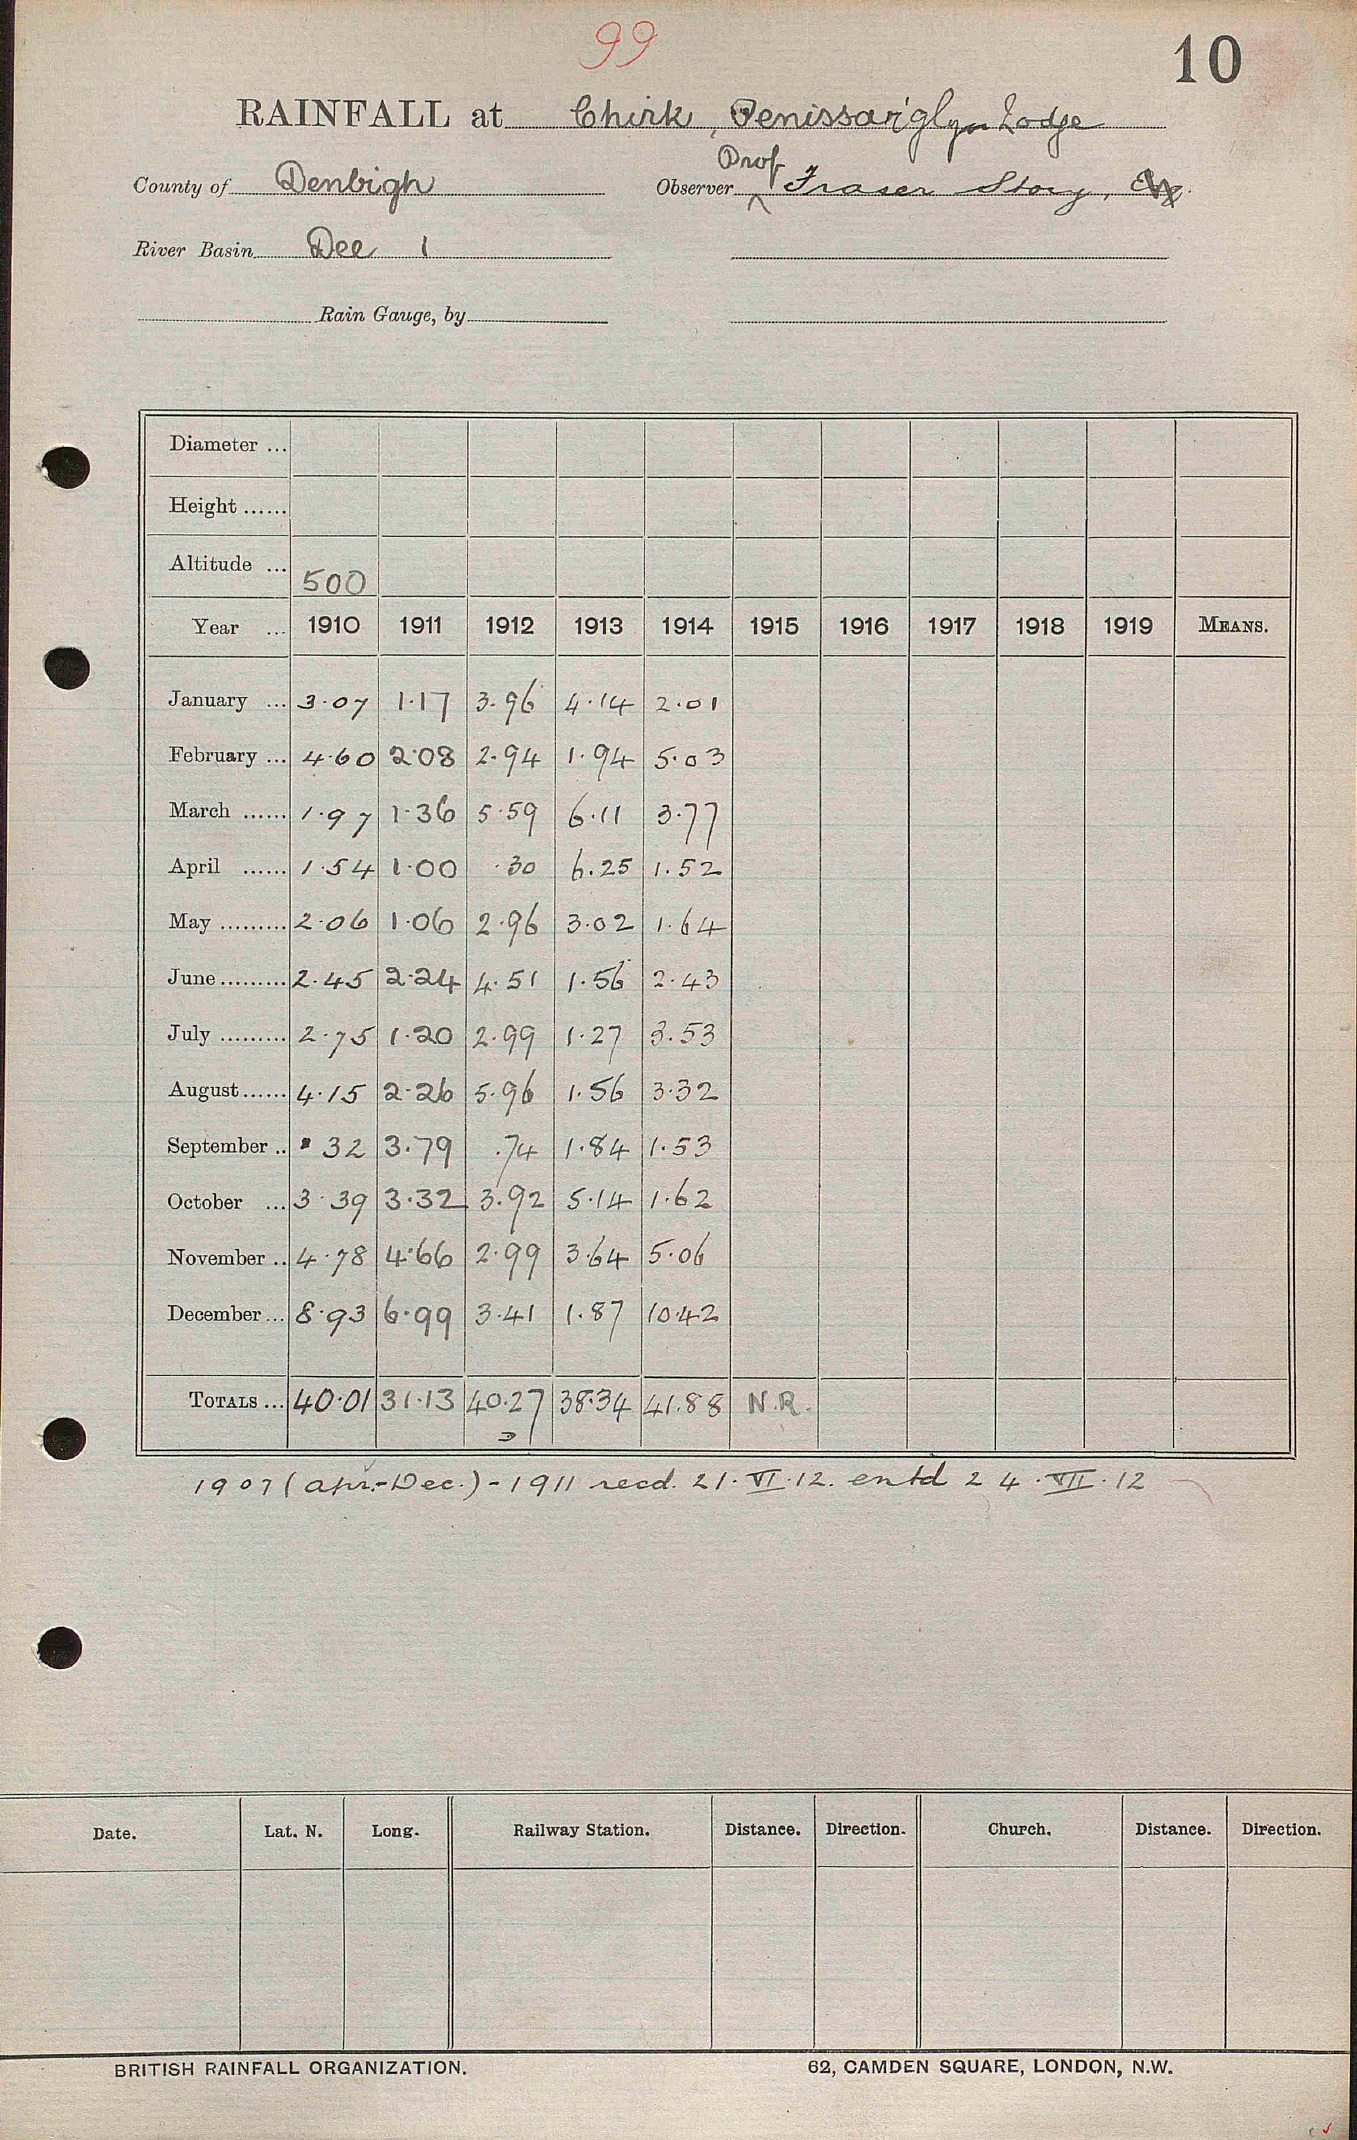 99
10
RAINFALL at Chirk, Penissar'glyn Lodge
County of Denbigh Observer Prof Fraser Story,
River Basin Dee 1
Rain Gauge, by
Diameter ...
Height ......
Altitude ... 500
Year ... 1910 1911 1912 1913 1914 1915 1916 1917 1918 1919 MEANS.
January ... 3.07 1.17 3.96 4.14 2.01
February ... 4.60 2.08 2.94 1.94 5.03
March ...... 1.97 1.36 5.59 6.11 3.77
April ...... 1.54 1.00 .30 6.25 1.52
May ......... 2.06 1.06 2.96 3.02 1.64
June ......... 2.45 2.24 4.51 1.56 2.43
July ......... 2.75 1.20 2.99 1.27 3.53
August ...... 4.15 2.26 5.96 1.56 3.32
September .. .32 3.79 .74 1.84 1.53
October ... 3.39 3.32 3.92 5.14 1.62
November .. 4.78 4.66 2.99 3.64 5.06
December ... 8.93 6.99 3.41 1.87 10.42
TOTALS ... 40.01 31.13 40.27 38.34 41.88 N.R.
1907 (Apr.-Dec.) - 1911 recd. 21.VI.12. entd 24.VII.12
Date. Lat. N. Long. Railway Station. Distance. Direction. Church. Distance. Direction.
BRITISH RAINFALL ORGANIZATION. 62, CAMDEN SQUARE, LONDON, N.W.